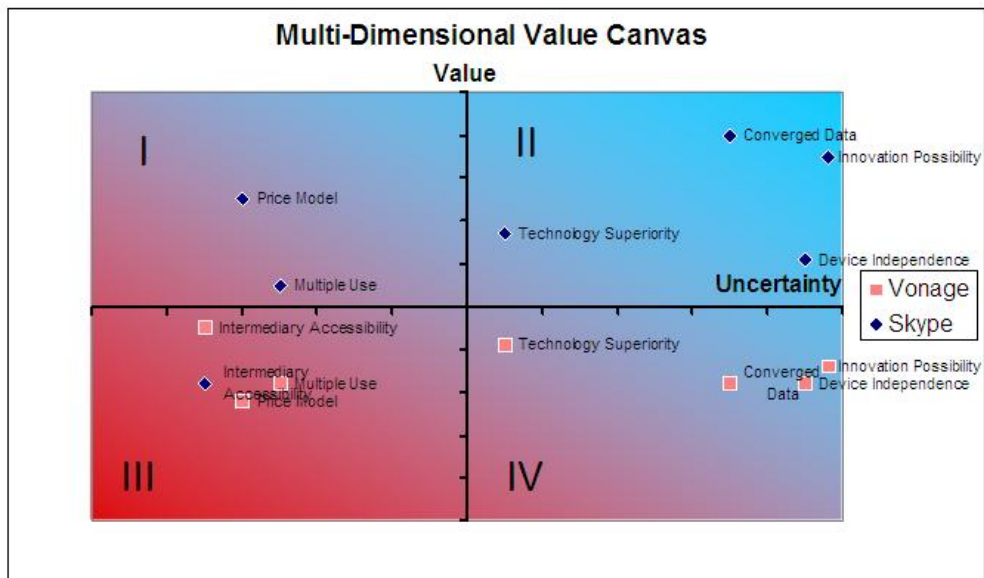 Multi-Dimensional Value Canvas
Value
I
II
Converged Data
Innovation Possibility
Price Model
Technology Superiority
Device Independence
Multiple Use
Uncertainty
Vonage
Skype
Intermediary Accessibility
Technology Superiority
Innovation Possibility
Intermediary
Accessibility
Multiple Use
Converged
Data
Device Independence
Price Model
III
IV